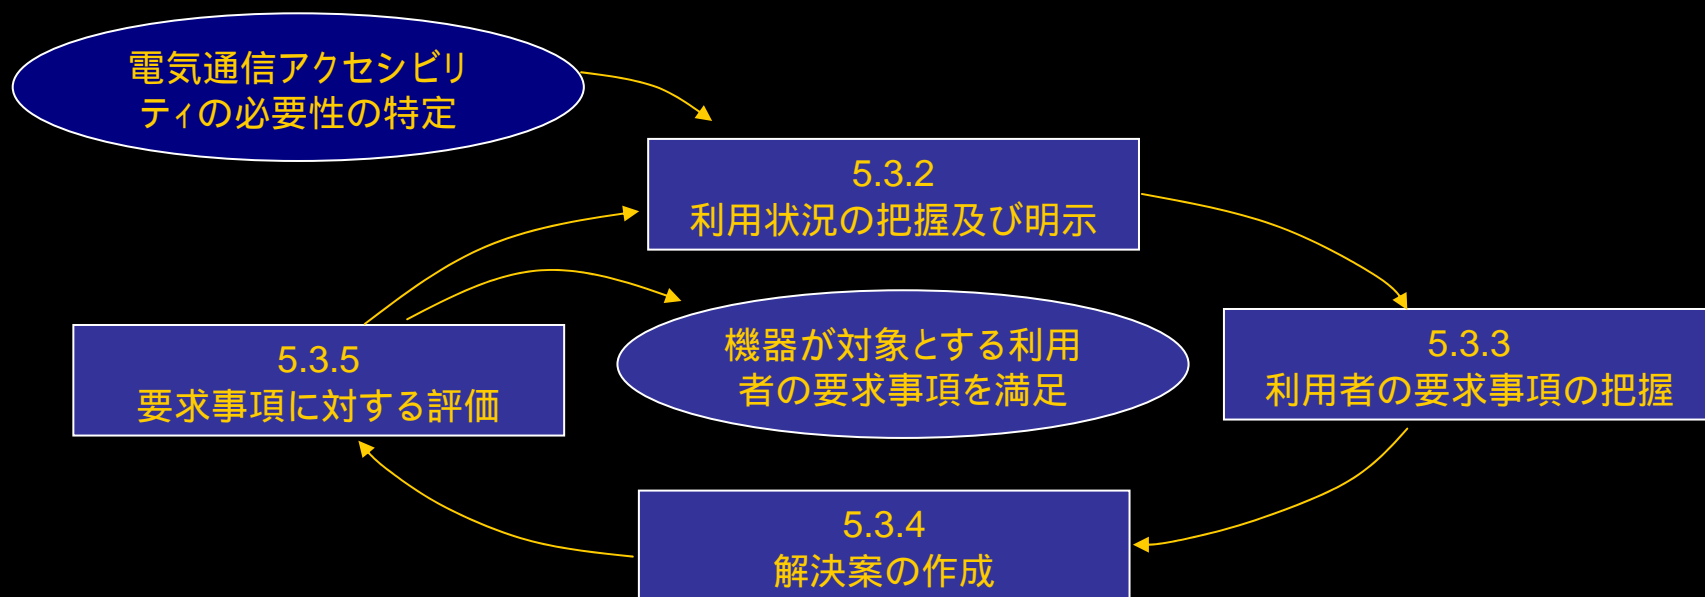 電気通信アクセシビリ
ティの必要性の特定
5.3.2
利用状況の把握及び明示
機器が対象とする利用
者の要求事項を満足
5.3.3
利用者の要求事項の把握
5.3.5
要求事項に対する評価
5.3.4
解決案の作成